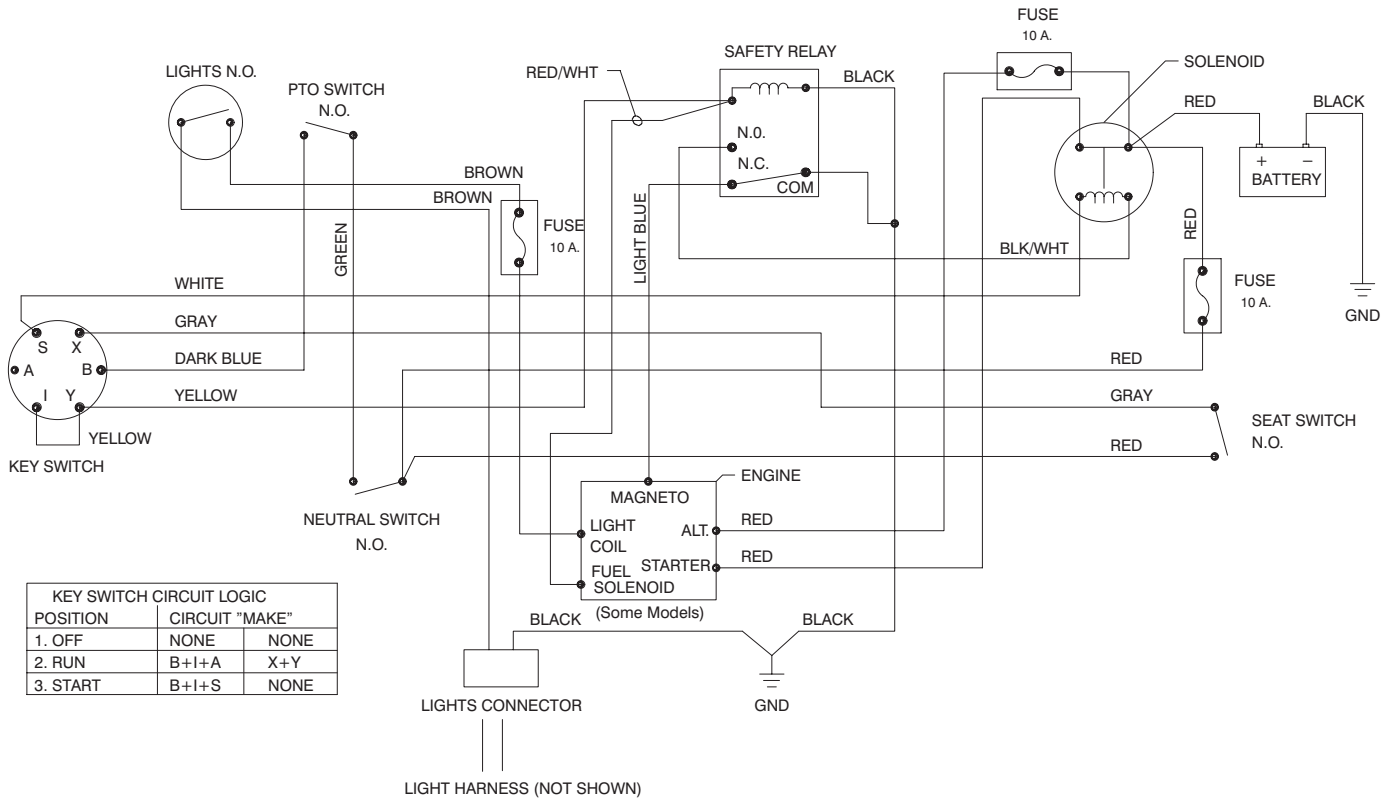 FUSE
10 A.
SAFETY RELAY
LIGHTS N.O.
RED/WHT
BLACK
SOLENOID
PTO SWITCH
N.O.
RED
BLACK
N.0.
N.C.
COM
+ −
BATTERY
BROWN
BROWN
FUSE
10 A.
GREEN
LIGHT BLUE
RED
BLK/WHT
WHITE
FUSE
10 A.
GND
GRAY
S X
A B
I Y
DARK BLUE
RED
YELLOW
GRAY
YELLOW
SEAT SWITCH
N.O.
KEY SWITCH
RED
ENGINE
MAGNETO
NEUTRAL SWITCH
N.O.
LIGHT
COIL
ALT.
RED
STARTER
RED
FUEL
SOLENOID
(Some Models)
KEY SWITCH CIRCUIT LOGIC
POSITION CIRCUIT "MAKE"
1. OFF NONE NONE
2. RUN B+I+A X+Y
3. START B+I+S NONE
BLACK
BLACK
LIGHTS CONNECTOR
GND
LIGHT HARNESS (NOT SHOWN)